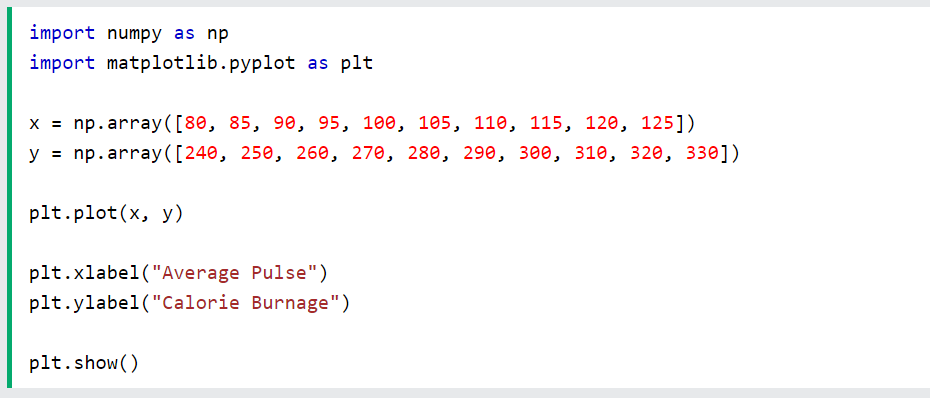 import numpy as np
import matplotlib.pyplot as plt
x = np.array([80, 85, 90, 95, 100, 105, 110, 115, 120, 125])
y = np.array([240, 250, 260, 270, 280, 290, 300, 310, 320, 330])
plt.plot(x, y)
plt.xlabel("Average Pulse")
plt.ylabel("Calorie Burnage")
plt.show()